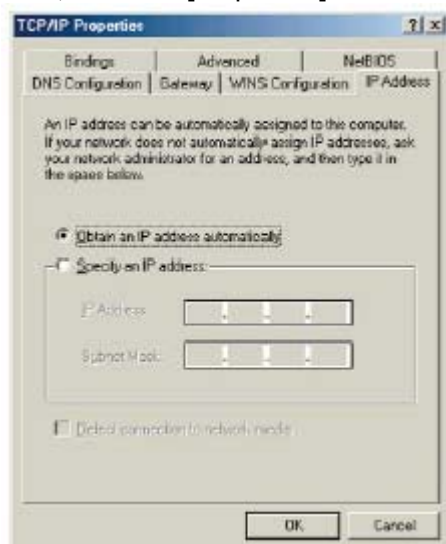 TCP/IP Properties
Bindings Advanced NetBIOS
DNS Configuration Gateway WINS Configuration IP Address
An IP address can be automatically assigned to this computer.
If your network does not automatically assign IP addresses, ask
your network administrator for an address, and then type it in
the space below.
Obtain an IP address automatically
Specify an IP address:
IP Address:
Subnet Mask:
Detect connection to network media
OK Cancel